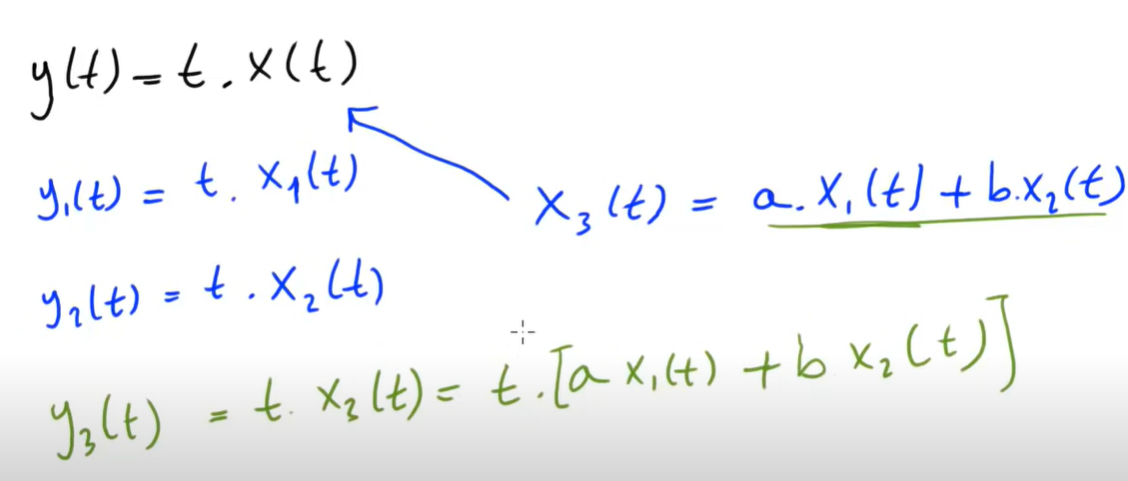 y(t) = t . x(t)
y₁(t) = t . x₁(t)
x₃(t) = a . x₁(t) + b . x₂(t)
y₂(t) = t . x₂(t)
y₃(t) = t . x₃(t) = t . [a x₁(t) + b x₂(t)]